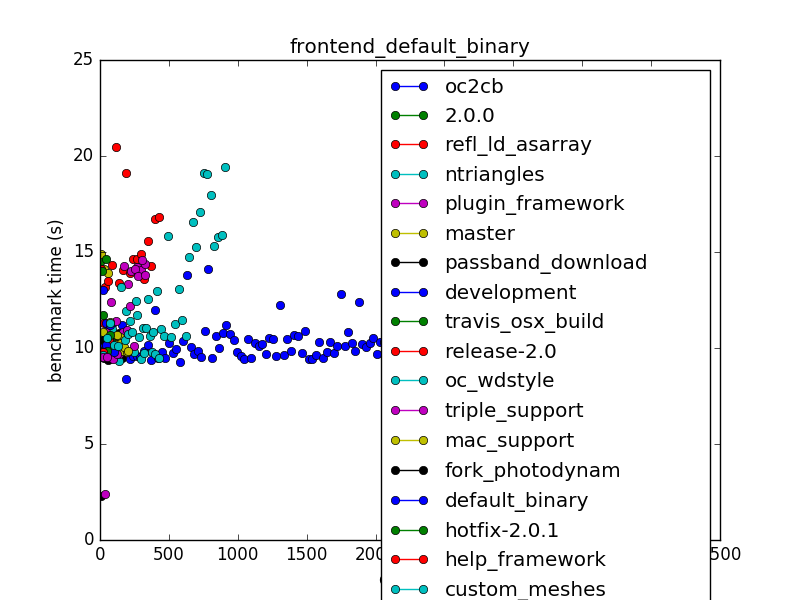 frontend_default_binary
benchmark time (s)
25
20
15
10
5
0
0
500
1000
1500
200
500
oc2cb
2.0.0
refl_ld_asarray
ntriangles
plugin_framework
master
passband_download
development
travis_osx_build
release-2.0
oc_wdstyle
triple_support
mac_support
fork_photodynam
default_binary
hotfix-2.0.1
help_framework
custom_meshes